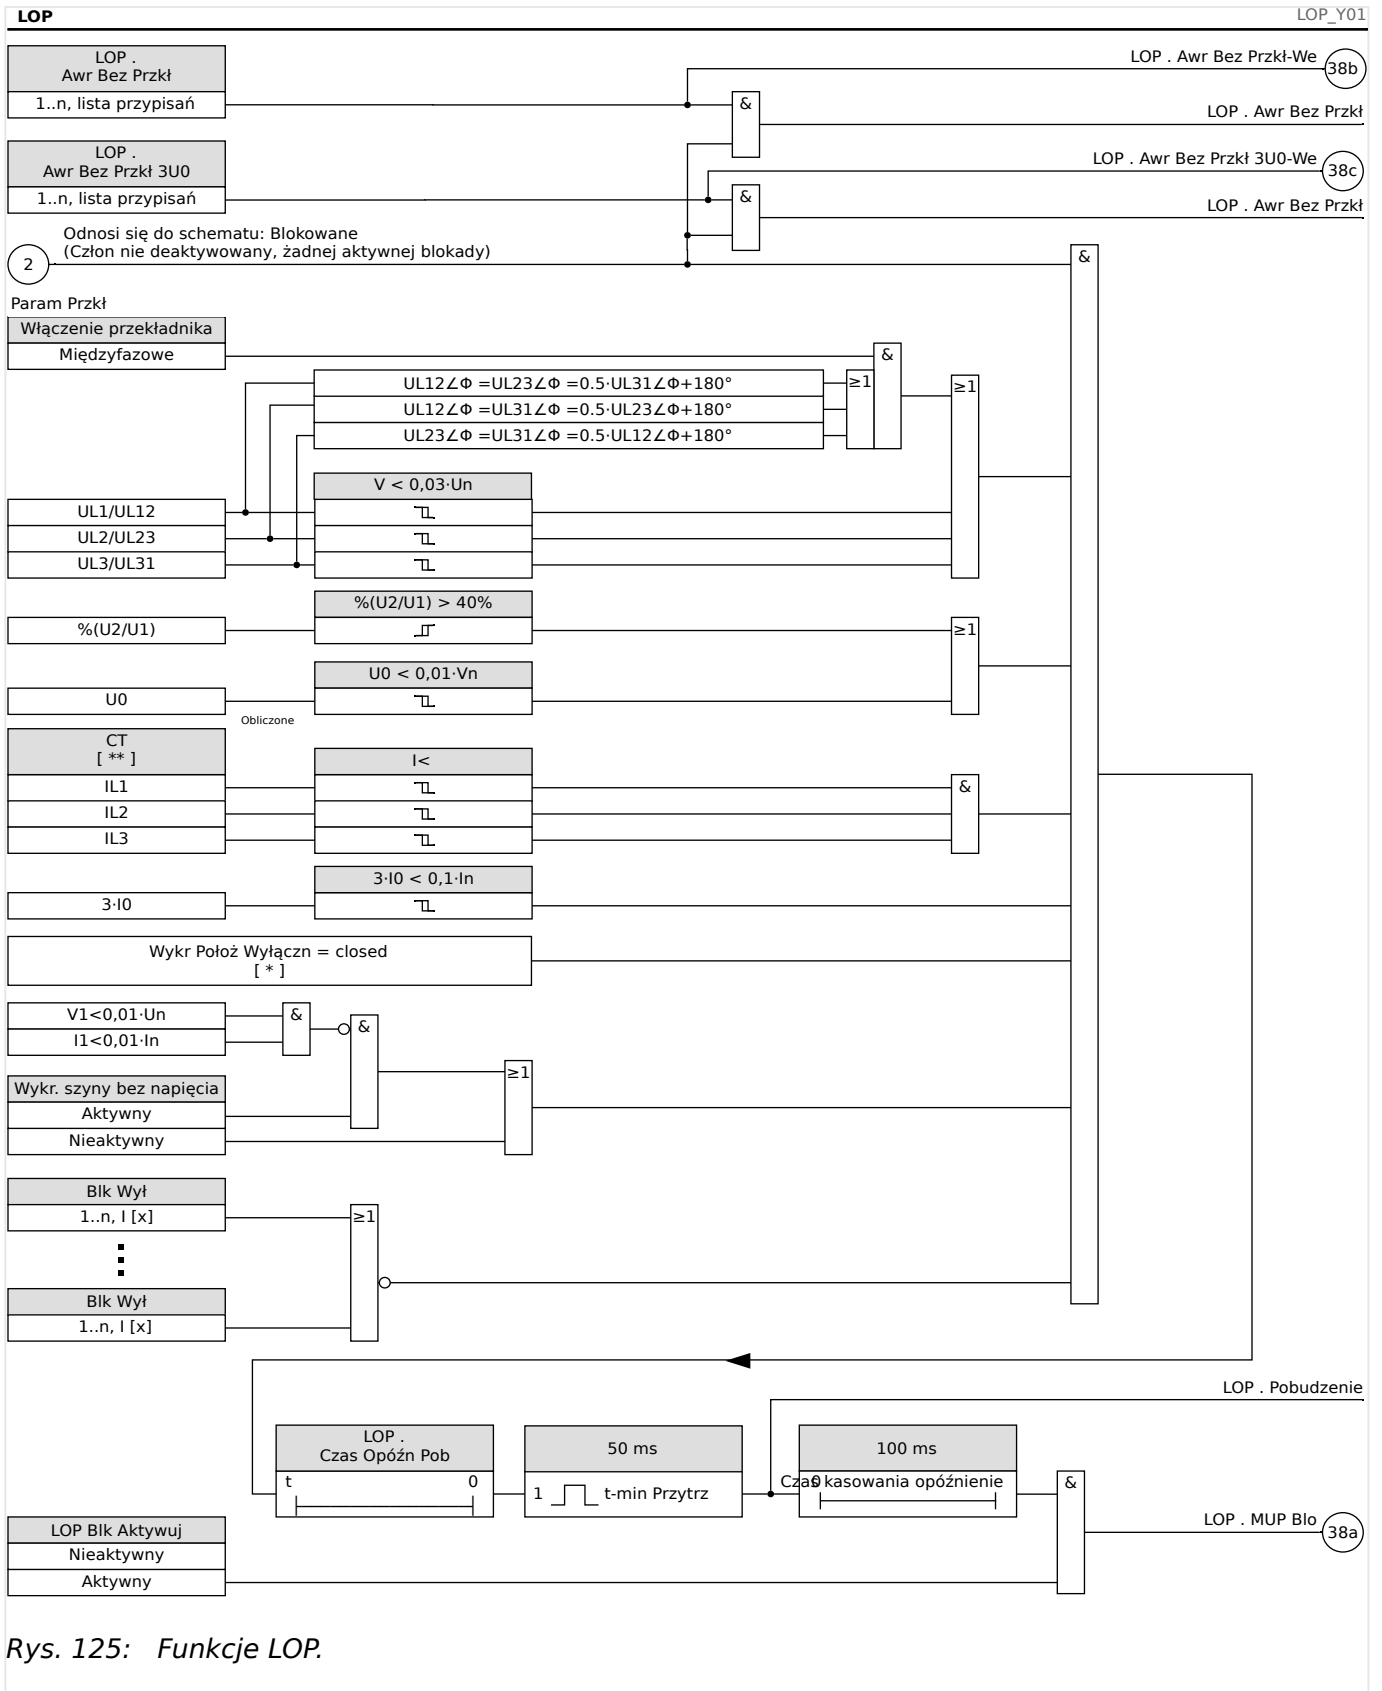 LOP
LOP_Y01
LOP .
Awr Bez Przkł
1..n, lista przypisań
LOP . Awr Bez Przkł-We
38b
&
LOP . Awr Bez Przkł
LOP .
Awr Bez Przkł 3U0
1..n, lista przypisań
LOP . Awr Bez Przkł 3U0-We
38c
&
LOP . Awr Bez Przkł
Odnosi się do schematu: Blokowane
(Człon nie deaktywowany, żadnej aktywnej blokady)
2
&
Param Przkł
Włączenie przekładnika
Międzyfazowe
&
UL12∠Φ =UL23∠Φ =0.5·UL31∠Φ+180°
≥1
≥1
UL12∠Φ =UL31∠Φ =0.5·UL23∠Φ+180°
UL23∠Φ =UL31∠Φ =0.5·UL12∠Φ+180°
V < 0,03·Un
UL1/UL12
UL2/UL23
UL3/UL31
%(U2/U1) > 40%
%(U2/U1)
≥1
U0 < 0,01·Vn
U0
Obliczone
CT
[ ** ]
I<
IL1
&
IL2
IL3
3·I0 < 0,1·In
3·I0
Wykr Położ Wyłączn = closed
[ * ]
V1<0,01·Un
&
&
I1<0,01·In
≥1
Wykr. szyny bez napięcia
Aktywny
Nieaktywny
Blk Wył
1..n, I [x]
≥1
Blk Wył
1..n, I [x]
LOP . Pobudzenie
LOP .
Czas Opóźn Pob
50 ms
100 ms
t
0
1
t-min Przytrz
0
Czas kasowania opóźnienie
&
LOP . MUP Blo
38a
LOP Blk Aktywuj
Nieaktywny
Aktywny
Rys. 125: Funkcje LOP.